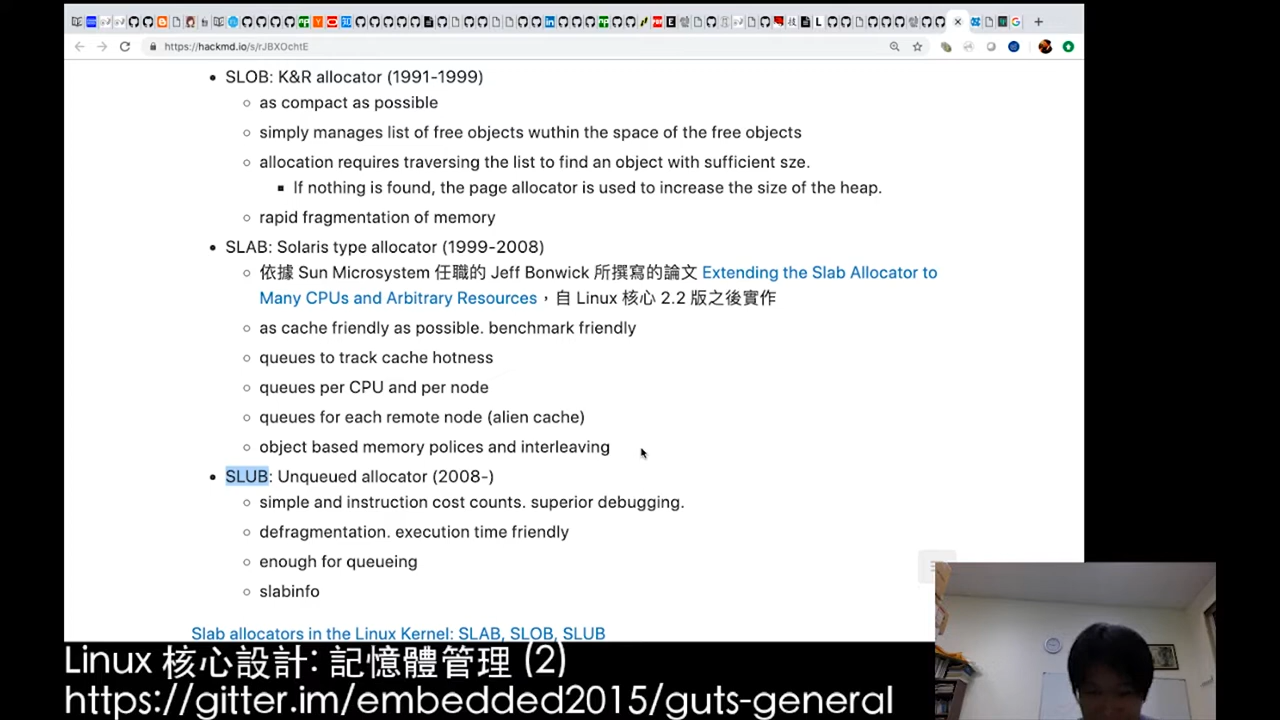 https://hackmd.io/s/rJBXOchtE
SLOB: K&R allocator (1991-1999)
as compact as possible
simply manages list of free objects wuthin the space of the free objects
allocation requires traversing the list to find an object with sufficient sze.
If nothing is found, the page allocator is used to increase the size of the heap.
rapid fragmentation of memory
SLAB: Solaris type allocator (1999-2008)
依據 Sun Microsystem 任職的 Jeff Bonwick 所撰寫的論文 Extending the Slab Allocator to
Many CPUs and Arbitrary Resources，自 Linux 核心 2.2 版之後實作
as cache friendly as possible. benchmark friendly
queues to track cache hotness
queues per CPU and per node
queues for each remote node (alien cache)
object based memory polices and interleaving
SLUB: Unqueued allocator (2008-)
simple and instruction cost counts. superior debugging.
defragmentation. execution time friendly
enough for queueing
slabinfo
Slab allocators in the Linux Kernel: SLAB, SLOB, SLUB
Linux 核心設計: 記憶體管理 (2)
https://gitter.im/embedded2015/guts-general